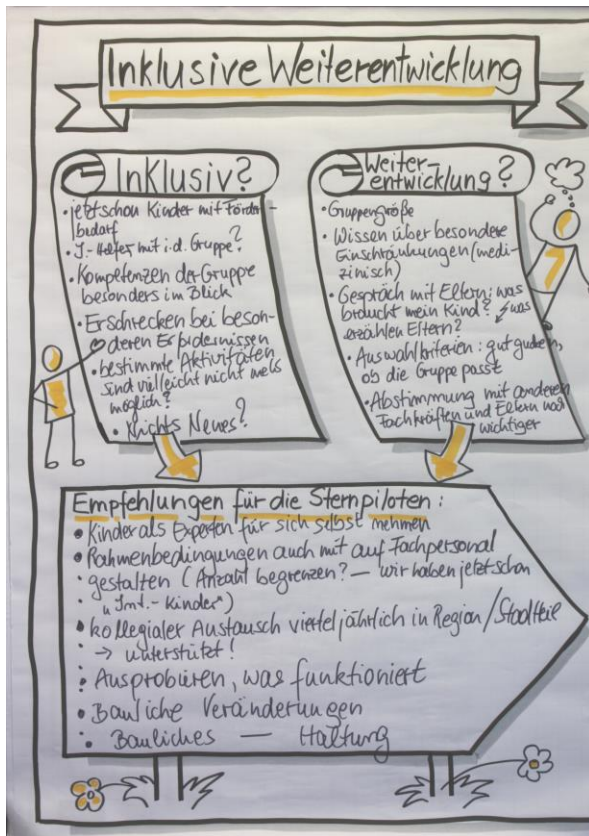 Inklusive Weiterentwicklung
Inklusiv?
• jetzt schon Kinder mit Förder-
bedarf
• I.-Helfer mit i.d. Gruppe?
• Kompetenzen der Gruppe
besonders im Blick
• Erschrecken bei beson-
deren Erfordernissen
• bestimmte Aktivitäten
sind vielleicht nicht mehr
möglich?
• Nichts Neues?
Weiter-
entwicklung?
• Gruppengröße
• Wissen über besondere
Einschränkungen (medi-
zinisch)
• Gespräch mit Eltern; was
braucht mein Kind? ↯ was
erzählen Eltern?
• Auswahlkriterien: gut gucken,
ob die Gruppe passt
• Abstimmung mit anderen
Fachkräften und Eltern noch
wichtiger
Empfehlungen für die Sternpiloten:
• Kinder als Experten für sich selbst nehmen
• Rahmenbedingungen auch mit auf Fachpersonal
gestalten (Anzahl begrenzen? — wir haben jetzt schon
"Int.-Kinder")
• kollegialer Austausch vierteljährlich in Region/Stadtteile
→ unterstützt!
• Ausprobieren, was funktioniert
• Bauliche Veränderungen
• Bauliches — Haltung